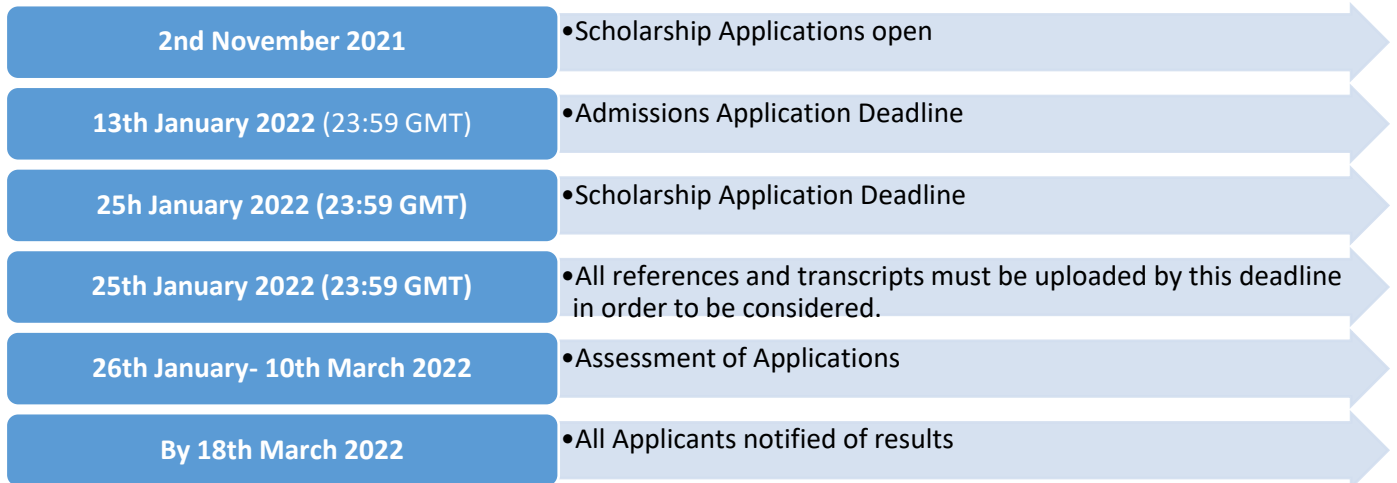 2nd November 2021
•Scholarship Applications open
13th January 2022 (23:59 GMT)
•Admissions Application Deadline
25h January 2022 (23:59 GMT)
•Scholarship Application Deadline
25th January 2022 (23:59 GMT)
•All references and transcripts must be uploaded by this deadline
in order to be considered.
26th January- 10th March 2022
•Assessment of Applications
By 18th March 2022
•All Applicants notified of results